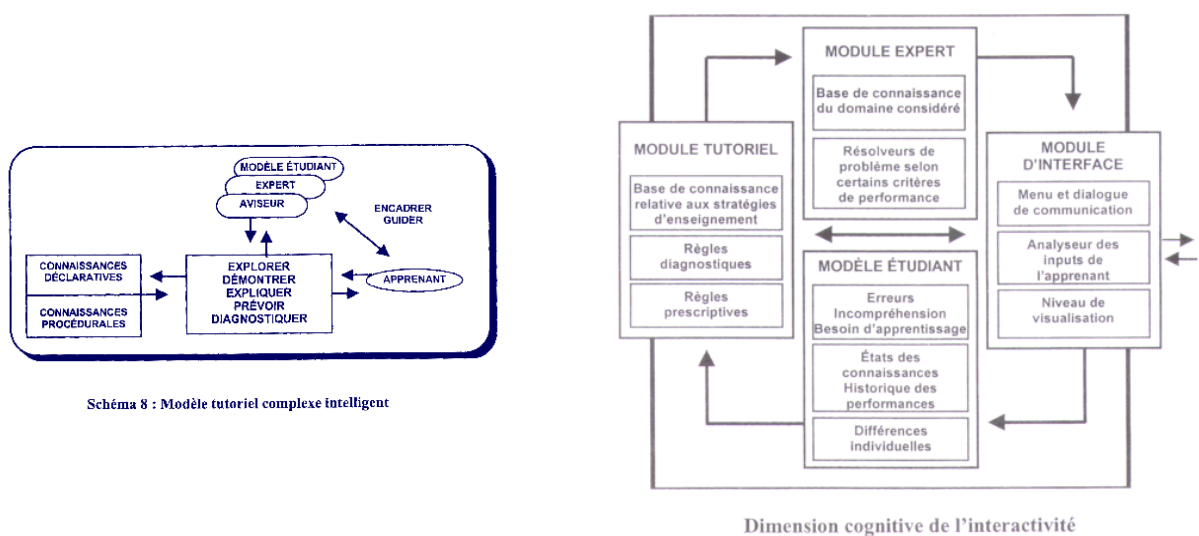 MODÈLE ÉTUDIANT
EXPERT
AVISEUR
ENCADRER
GUIDER
CONNAISSANCES
DÉCLARATIVES
CONNAISSANCES
PROCÉDURALES
EXPLORER
DÉMONTRER
EXPLIQUER
PRÉVOIR
DIAGNOSTIQUER
APPRENANT
Schéma 8 : Modèle tutoriel complexe intelligent
MODULE EXPERT
Base de connaissance
du domaine considéré
Résolveurs de
problème selon
certains critères
de performance
MODULE TUTORIEL
Base de connaissance
relative aux stratégies
d'enseignement
Règles
diagnostiques
Règles
prescriptives
MODÈLE ÉTUDIANT
Erreurs
Incompréhension
Besoin d'apprentissage
États des
connaissances
Historique des
performances
Différences
individuelles
MODULE
D'INTERFACE
Menu et dialogue
de communication
Analyseur des
inputs de
l'apprenant
Niveau de
visualisation
Dimension cognitive de l'interactivité